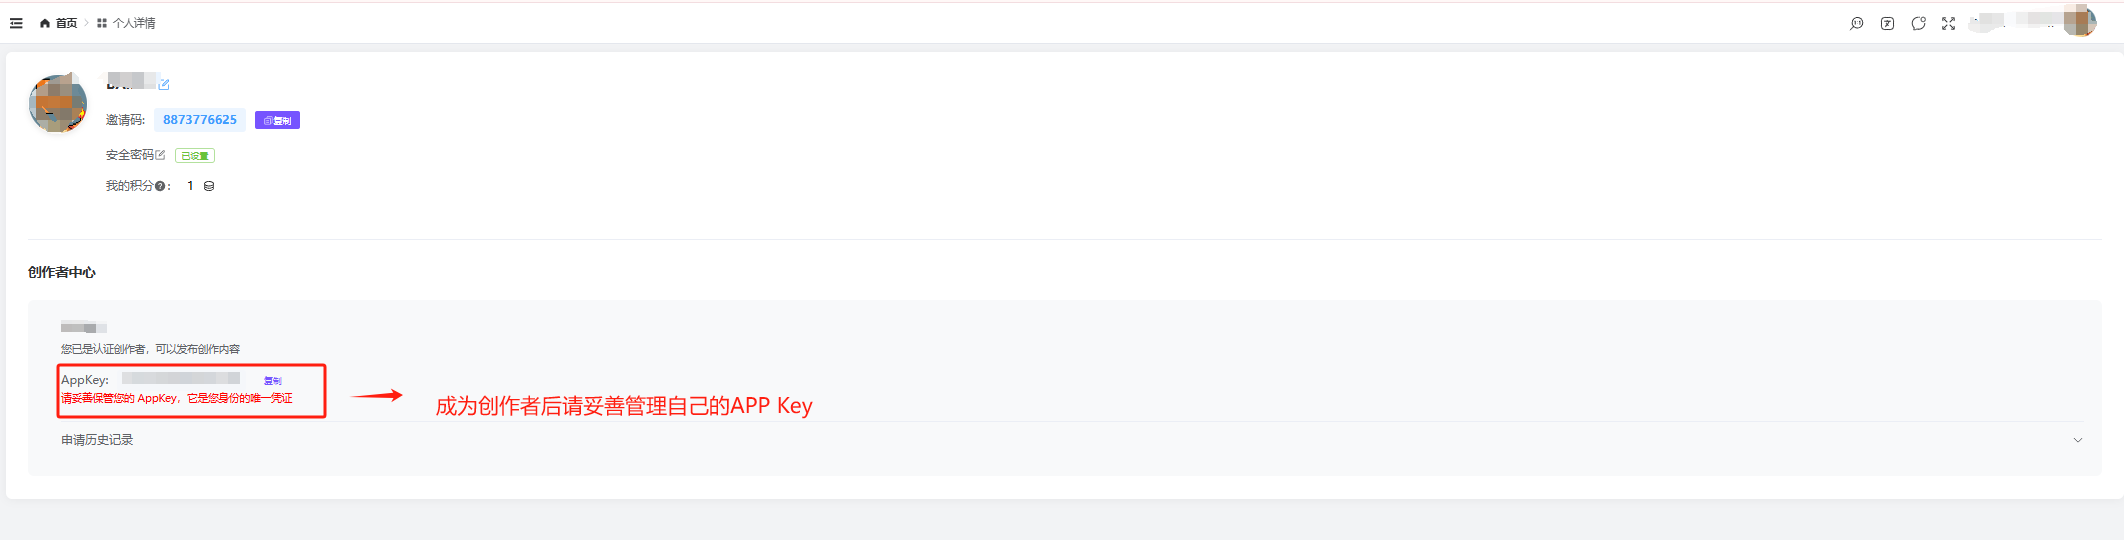 首页 个人详情
邀请码: 8873776625 复制
安全密码 已设置
我的积分 : 1
创作者中心
您已是认证创作者，可以发布创作内容
AppKey: 复制
请妥善保管您的 AppKey，它是您身份的唯一凭证
成为创作者后请妥善管理自己的APP Key
申请历史记录